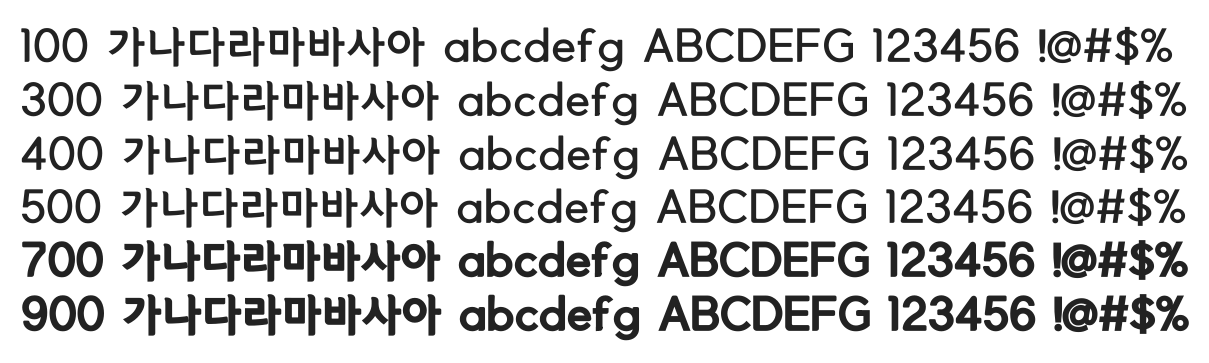 100 가나다라마바사아 abcdefg ABCDEFG 123456 !@#$%
300 가나다라마바사아 abcdefg ABCDEFG 123456 !@#$%
400 가나다라마바사아 abcdefg ABCDEFG 123456 !@#$%
500 가나다라마바사아 abcdefg ABCDEFG 123456 !@#$%
700 가나다라마바사아 abcdefg ABCDEFG 123456 !@#$%
900 가나다라마바사아 abcdefg ABCDEFG 123456 !@#$%